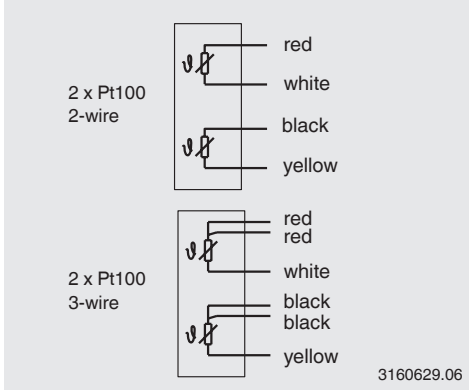 red
white
2 x Pt100
2-wire
black
yellow
red
red
white
2 x Pt100
3-wire
black
black
yellow
3160629.06